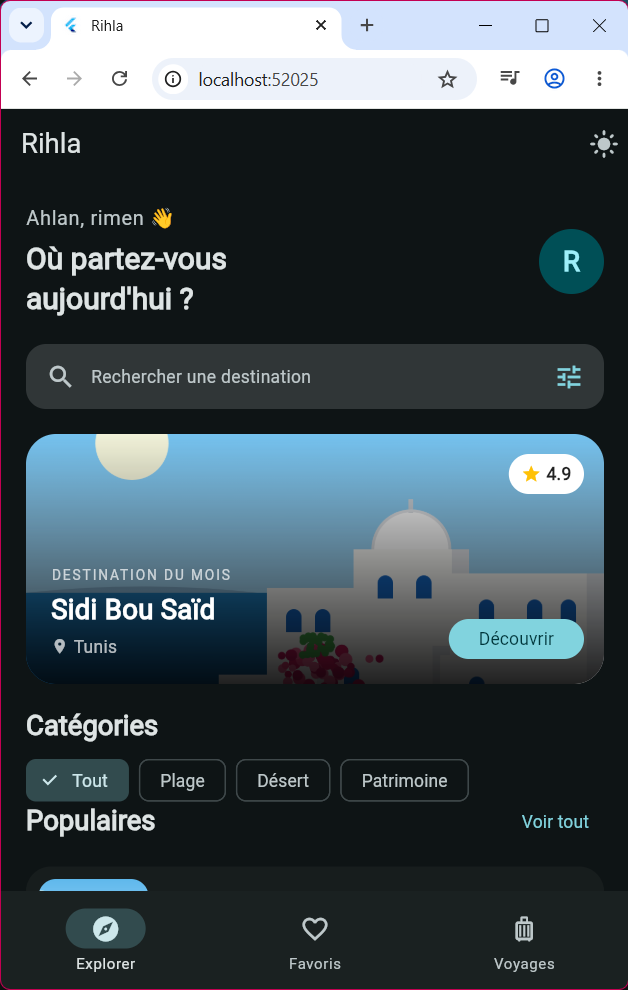 Rihla
localhost:52025
Rihla
Ahlan, rimen 👋
Où partez-vous
aujourd'hui ?
R
Rechercher une destination
4.9
DESTINATION DU MOIS
Sidi Bou Saïd
Tunis
Découvrir
Catégories
Tout
Plage
Désert
Patrimoine
Populaires
Voir tout
Explorer
Favoris
Voyages